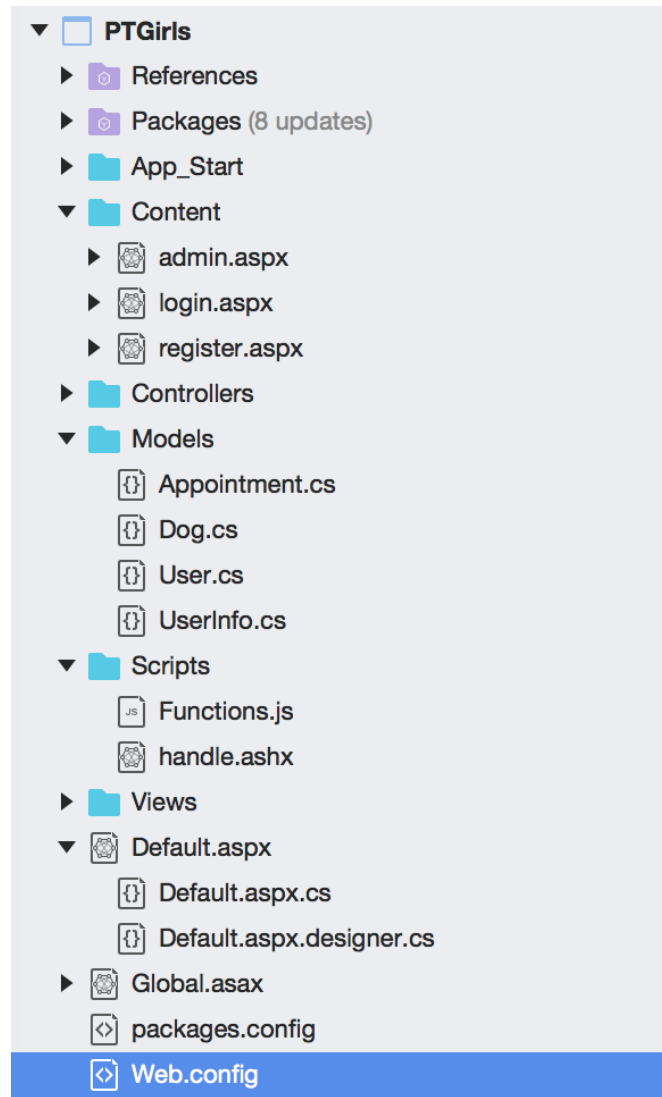 PTGirls
References
Packages (8 updates)
App_Start
Content
admin.aspx
login.aspx
register.aspx
Controllers
Models
Appointment.cs
Dog.cs
User.cs
UserInfo.cs
Scripts
JS Functions.js
handle.ashx
Views
Default.aspx
Default.aspx.cs
Default.aspx.designer.cs
Global.asax
packages.config
Web.config